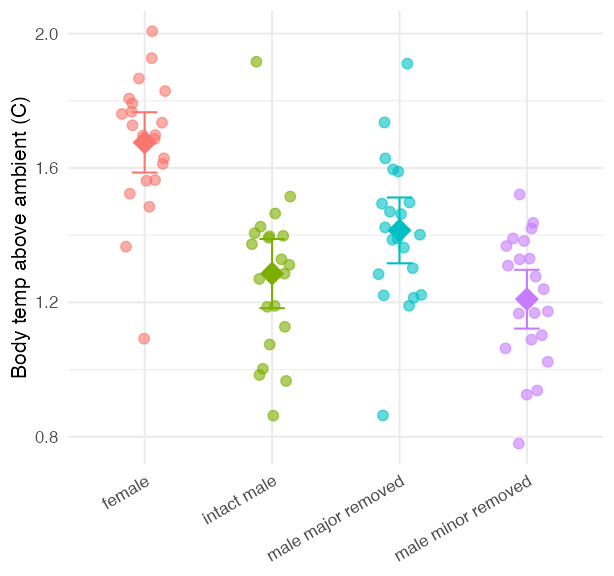 Body temp above ambient (C)
2.0
1.6
1.2
0.8
female
intact male
male major removed
male minor removed